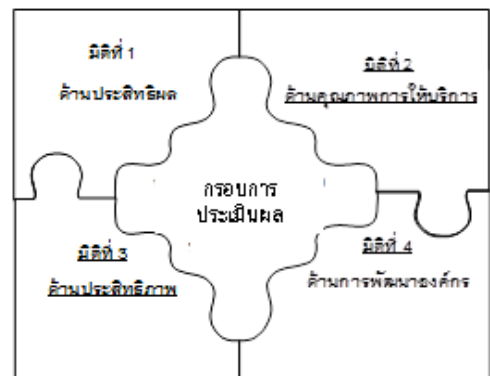 มิติที่ 1
ด้านประสิทธิผล
มิติที่ 2
ด้านคุณภาพการให้บริการ
กรอบการ
ประเมินผล
มิติที่ 3
ด้านประสิทธิภาพ
มิติที่ 4
ด้านการพัฒนาองค์กร